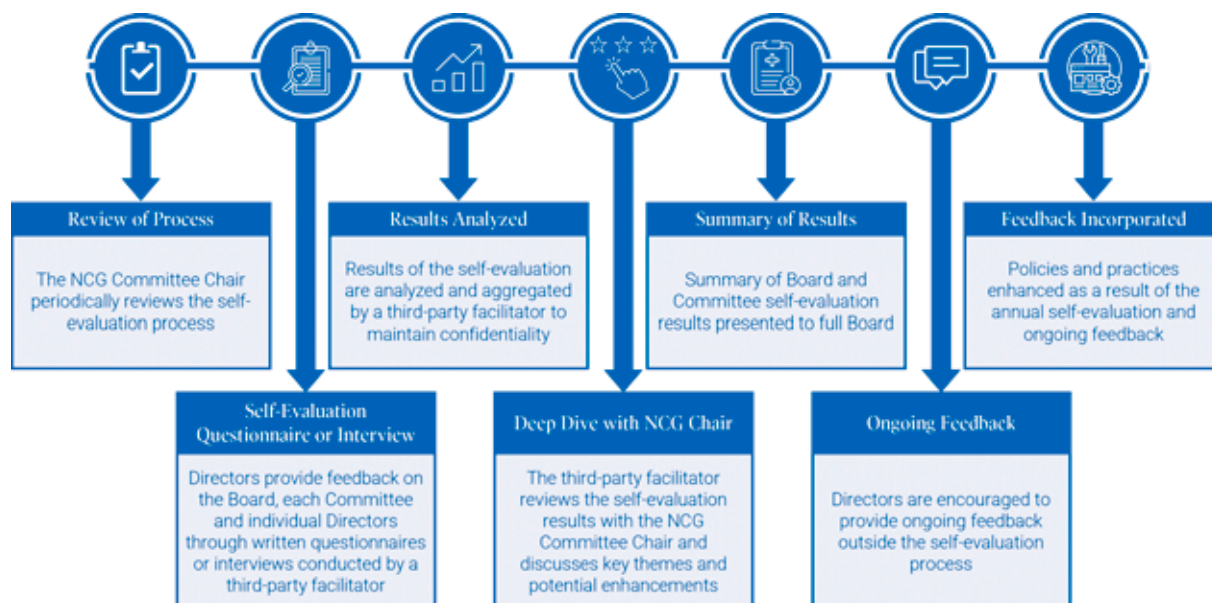 Review of Process
The NCG Committee Chair
periodically reviews the self-
evaluation process
Self-Evaluation
Questionnaire or Interview
Directors provide feedback on
the Board, each Committee
and individual Directors
through written questionnaires
or interviews conducted by a
third-party facilitator
Results Analyzed
Results of the self-evaluation
are analyzed and aggregated
by a third-party facilitator to
maintain confidentiality
Deep Dive with NCG Chair
The third-party facilitator
reviews the self-evaluation
results with the NCG
Committee Chair and
discusses key themes and
potential enhancements
Summary of Results
Summary of Board and
Committee self-evaluation
results presented to full Board
Ongoing Feedback
Directors are encouraged to
provide ongoing feedback
outside the self-evaluation
process
Feedback Incorporated
Policies and practices
enhanced as a result of the
annual self-evaluation and
ongoing feedback